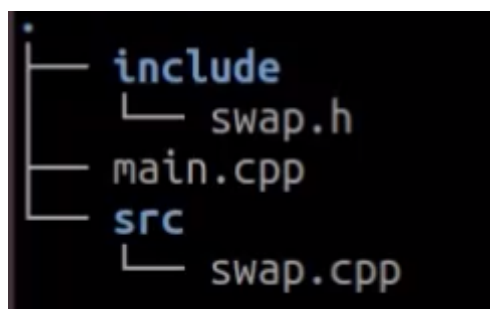 .
├── include
│   └── swap.h
├── main.cpp
└── src
    └── swap.cpp